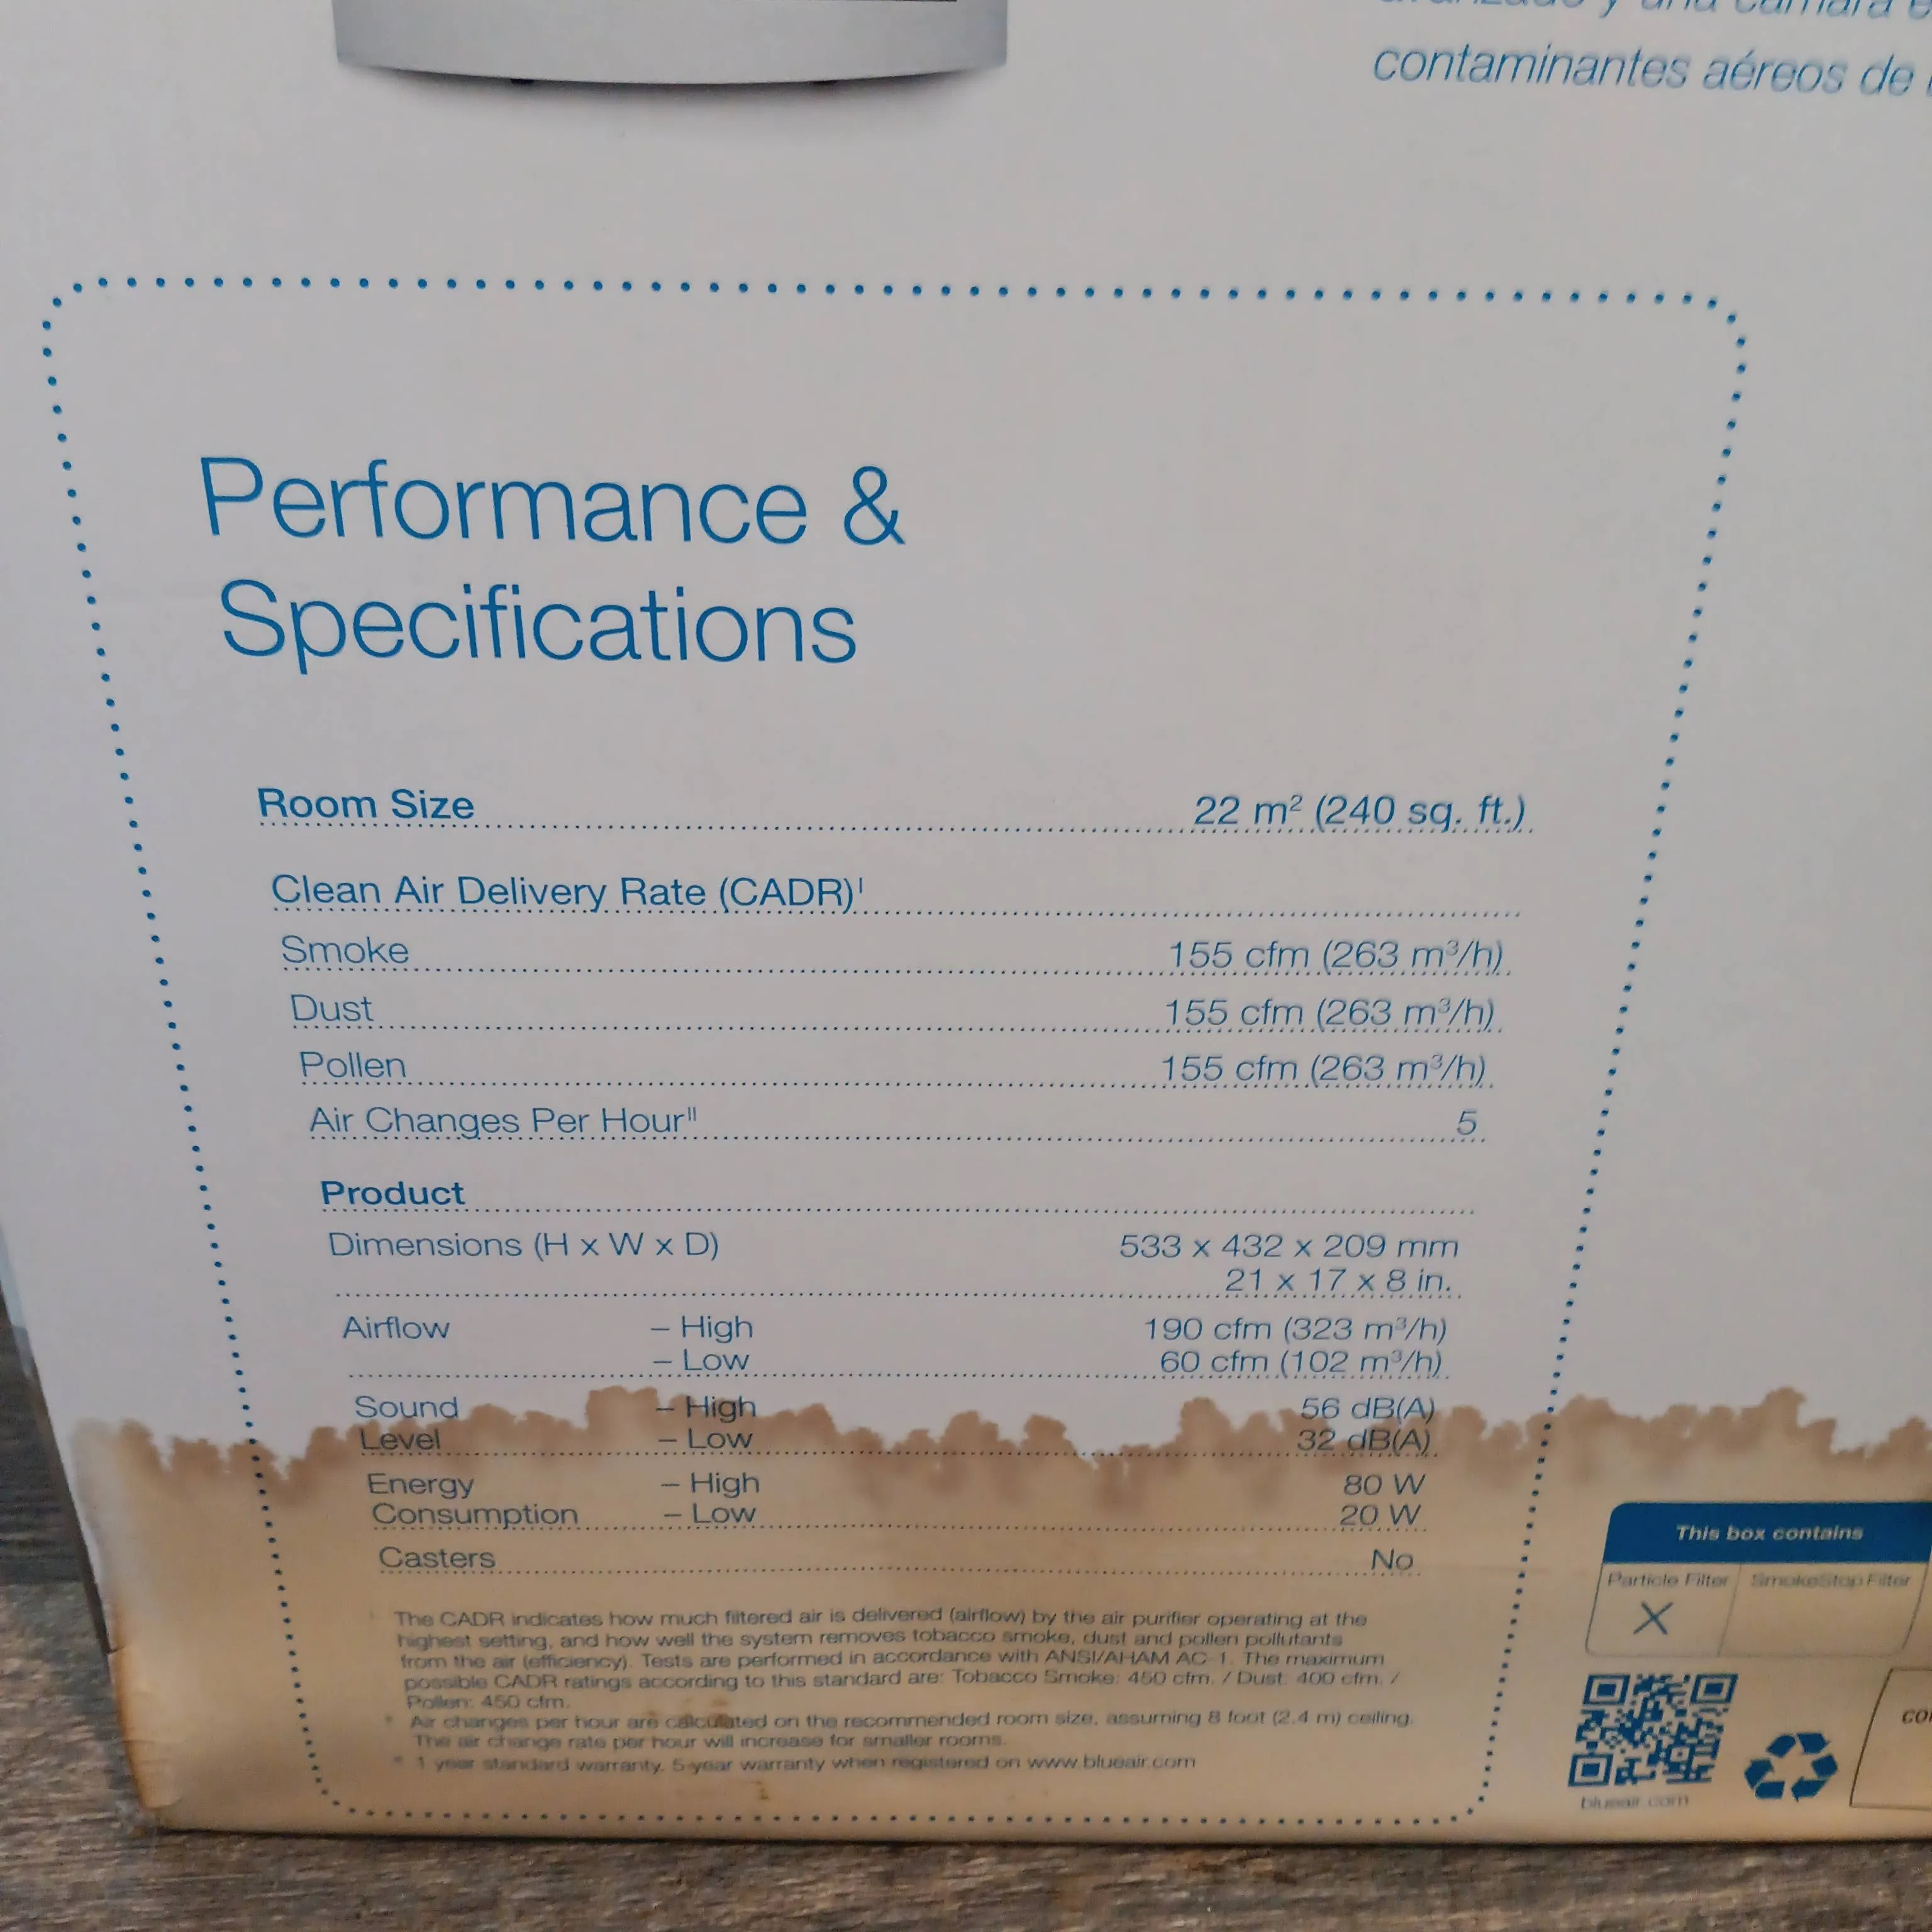 contaminantes aéreos de
Performance &
Specifications
Room Size 22 m² (240 sq. ft.)
Clean Air Delivery Rate (CADR)ᴵ
Smoke 155 cfm (263 m³/h)
Dust 155 cfm (263 m³/h)
Pollen 155 cfm (263 m³/h)
Air Changes Per Hourᴵᴵ 5
Product
Dimensions (H x W x D) 533 x 432 x 209 mm
21 x 17 x 8 in.
Airflow – High 190 cfm (323 m³/h)
– Low 60 cfm (102 m³/h)
Sound – High 56 dB(A)
Level – Low 32 dB(A)
Energy – High 80 W
Consumption – Low 20 W
Casters No
The CADR indicates how much filtered air is delivered (airflow) by the air purifier operating at the
highest setting, and how well the system removes tobacco smoke, dust and pollen pollutants
from the air (efficiency). Tests are performed in accordance with ANSI/AHAM AC-1. The maximum
possible CADR ratings according to this standard are: Tobacco Smoke: 450 cfm. / Dust: 400 cfm. /
Pollen: 450 cfm.
Air changes per hour are calculated on the recommended room size, assuming 8 foot (2.4 m) ceiling.
The air change rate per hour will increase for smaller rooms.
1 year standard warranty. 5-year warranty when registered on www.blueair.com
This box contains
Particle Filter SmokeStop Filter
X
blueair.com